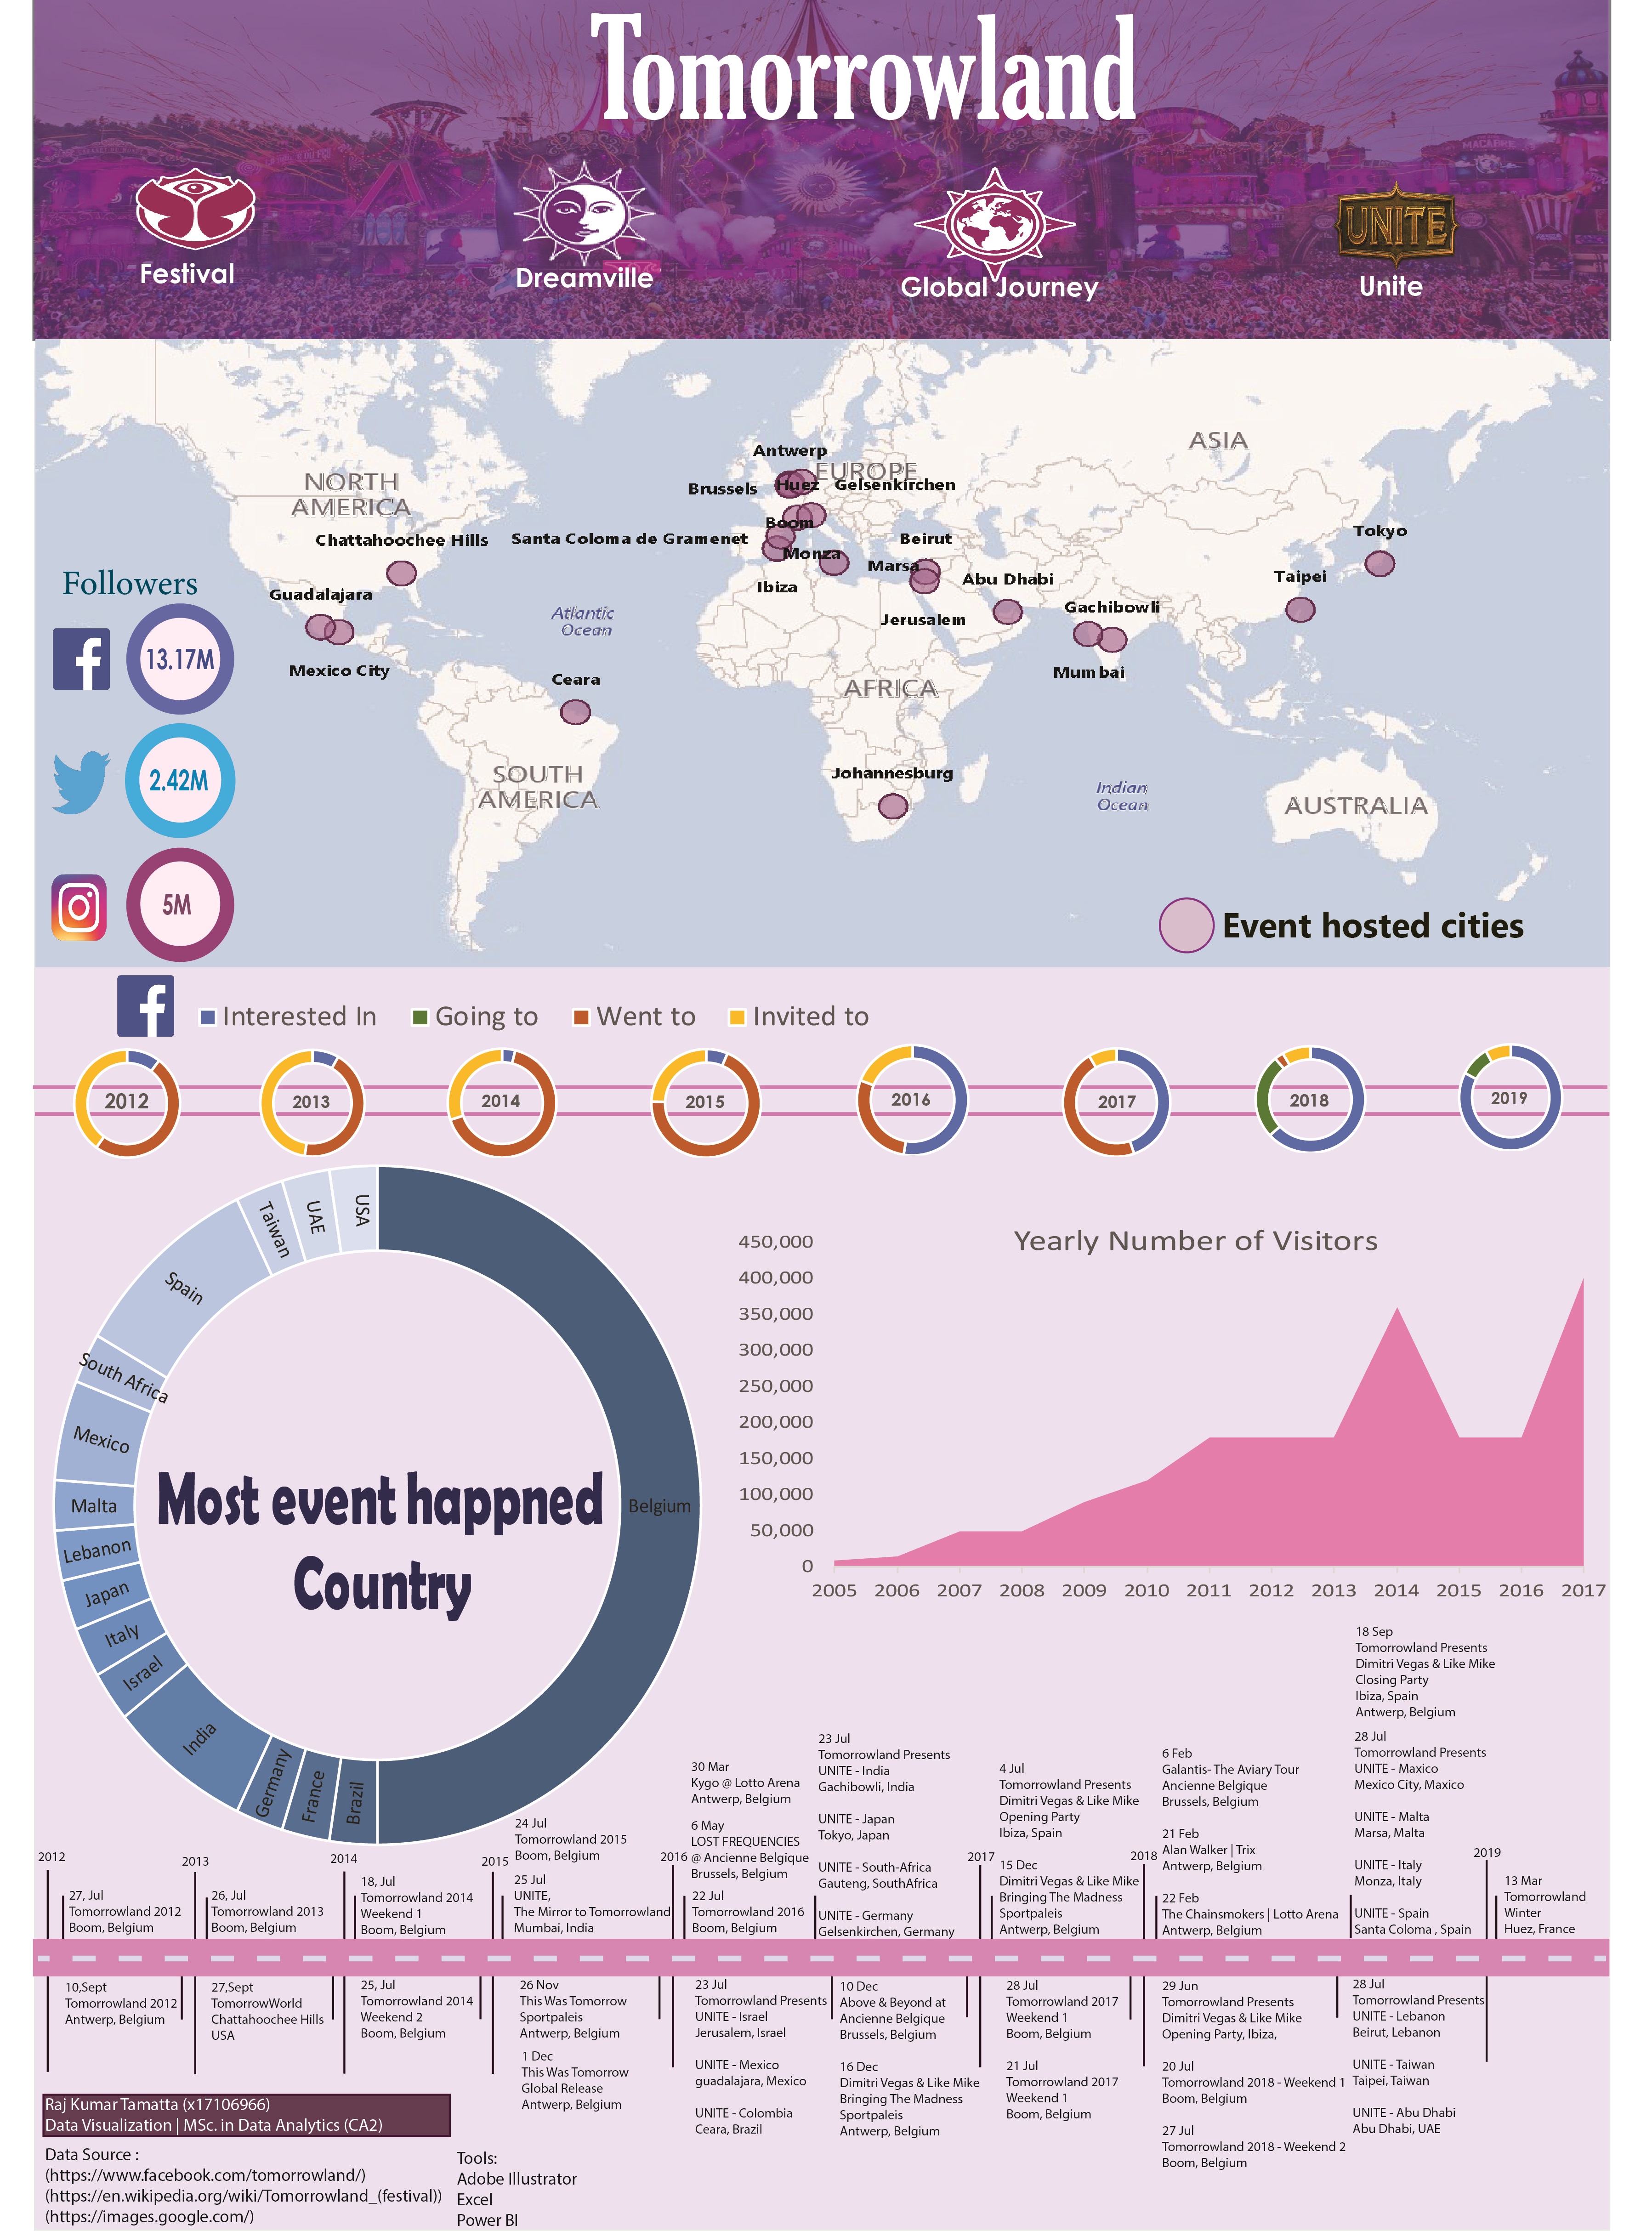 Tomorrowland
Festival
Dreamville
Global Journey
UNITE
Unite
MACABRE
NORTH
AMERICA
EUROPE
ASIA
Antwerp
Brussels
Huez
Gelsenkirchen
Chattahoochee Hills
Santa Coloma de Gramenet
Boom
Monza
Beirut
Marsa
Tokyo
Ibiza
Abu Dhabi
Taipei
Guadalajara
Atlantic
Ocean
Jerusalem
Gachibowli
Mexico City
Ceara
Mumbai
AFRICA
SOUTH
AMERICA
Johannesburg
Indian
Ocean
AUSTRALIA
Followers
13.17M
2.42M
5M
Event hosted cities
Interested In
Going to
Went to
Invited to
2012
2013
2014
2015
2016
2017
2018
2019
USA
UAE
Taiwan
Spain
South Africa
Mexico
Malta
Lebanon
Japan
Italy
Israel
India
Germany
France
Brazil
Belgium
Most event happned
Country
Yearly Number of Visitors
450,000
400,000
350,000
300,000
250,000
200,000
150,000
100,000
50,000
0
2005 2006 2007 2008 2009 2010 2011 2012 2013 2014 2015 2016 2017
2012
27, Jul
Tomorrowland 2012
Boom, Belgium
10,Sept
Tomorrowland 2012
Antwerp, Belgium
2013
26, Jul
Tomorrowland 2013
Boom, Belgium
27,Sept
TomorrowWorld
Chattahoochee Hills
USA
2014
18, Jul
Tomorrowland 2014
Weekend 1
Boom, Belgium
25, Jul
Tomorrowland 2014
Weekend 2
Boom, Belgium
2015
24 Jul
Tomorrowland 2015
Boom, Belgium
25 Jul
UNITE,
The Mirror to Tomorrowland
Mumbai, India
26 Nov
This Was Tomorrow
Sportpaleis
Antwerp, Belgium
1 Dec
This Was Tomorrow
Global Release
Antwerp, Belgium
2016
30 Mar
Kygo @ Lotto Arena
Antwerp, Belgium
6 May
LOST FREQUENCIES
@ Ancienne Belgique
Brussels, Belgium
22 Jul
Tomorrowland 2016
Boom, Belgium
23 Jul
Tomorrowland Presents
UNITE - Israel
Jerusalem, Israel
UNITE - Mexico
guadalajara, Mexico
UNITE - Colombia
Ceara, Brazil
23 Jul
Tomorrowland Presents
UNITE - India
Gachibowli, India
UNITE - Japan
Tokyo, Japan
UNITE - South-Africa
Gauteng, SouthAfrica
UNITE - Germany
Gelsenkirchen, Germany
10 Dec
Above & Beyond at
Ancienne Belgique
Brussels, Belgium
16 Dec
Dimitri Vegas & Like Mike
Bringing The Madness
Sportpaleis
Antwerp, Belgium
2017
4 Jul
Tomorrowland Presents
Dimitri Vegas & Like Mike
Opening Party
Ibiza, Spain
15 Dec
Dimitri Vegas & Like Mike
Bringing The Madness
Sportpaleis
Antwerp, Belgium
28 Jul
Tomorrowland 2017
Weekend 1
Boom, Belgium
21 Jul
Tomorrowland 2017
Weekend 1
Boom, Belgium
2018
6 Feb
Galantis- The Aviary Tour
Ancienne Belgique
Brussels, Belgium
21 Feb
Alan Walker | Trix
Antwerp, Belgium
22 Feb
The Chainsmokers | Lotto Arena
Antwerp, Belgium
29 Jun
Tomorrowland Presents
Dimitri Vegas & Like Mike
Opening Party, Ibiza,
20 Jul
Tomorrowland 2018 - Weekend 1
Boom, Belgium
27 Jul
Tomorrowland 2018 - Weekend 2
Boom, Belgium
18 Sep
Tomorrowland Presents
Dimitri Vegas & Like Mike
Closing Party
Ibiza, Spain
Antwerp, Belgium
28 Jul
Tomorrowland Presents
UNITE - Maxico
Mexico City, Maxico
UNITE - Malta
Marsa, Malta
UNITE - Italy
Monza, Italy
UNITE - Spain
Santa Coloma , Spain
28 Jul
Tomorrowland Presents
UNITE - Lebanon
Beirut, Lebanon
UNITE - Taiwan
Taipei, Taiwan
UNITE - Abu Dhabi
Abu Dhabi, UAE
2019
13 Mar
Tomorrowland
Winter
Huez, France
Raj Kumar Tamatta (x17106966)
Data Visualization | MSc. in Data Analytics (CA2)
Data Source :
(https://www.facebook.com/tomorrowland/)
(https://en.wikipedia.org/wiki/Tomorrowland_(festival))
(https://images.google.com/)
Tools:
Adobe Illustrator
Excel
Power BI